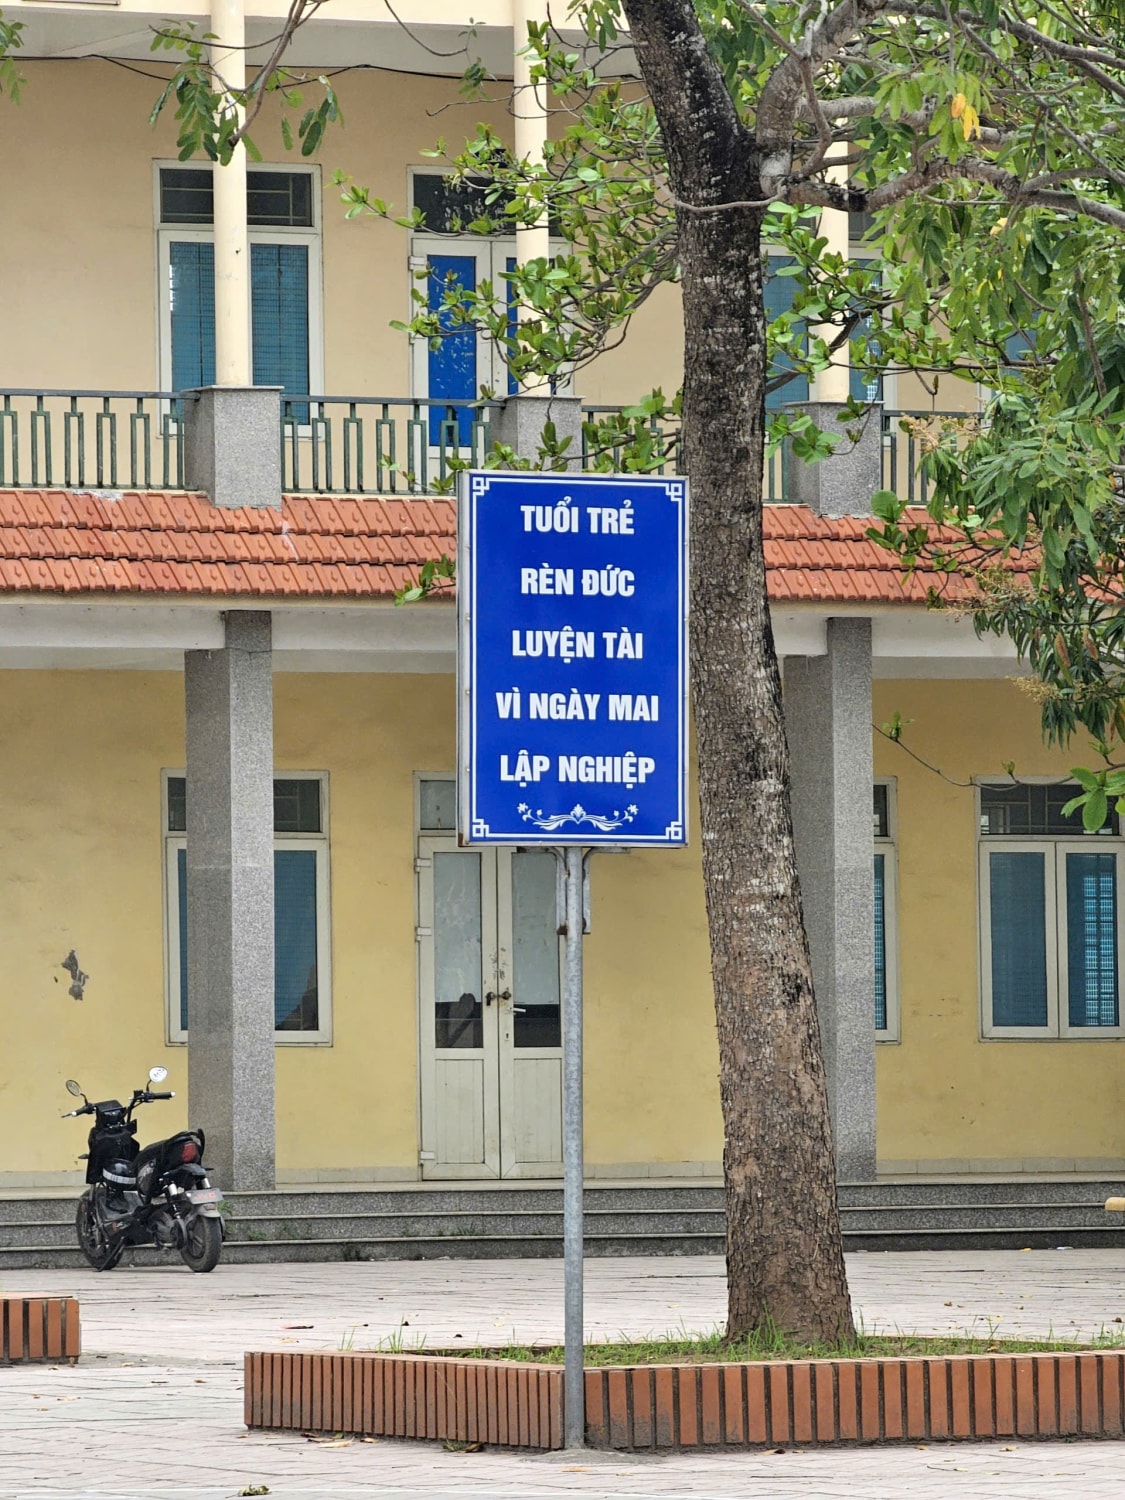 TUỔI TRẺ
RÈN ĐỨC
LUYỆN TÀI
VÌ NGÀY MAI
LẬP NGHIỆP